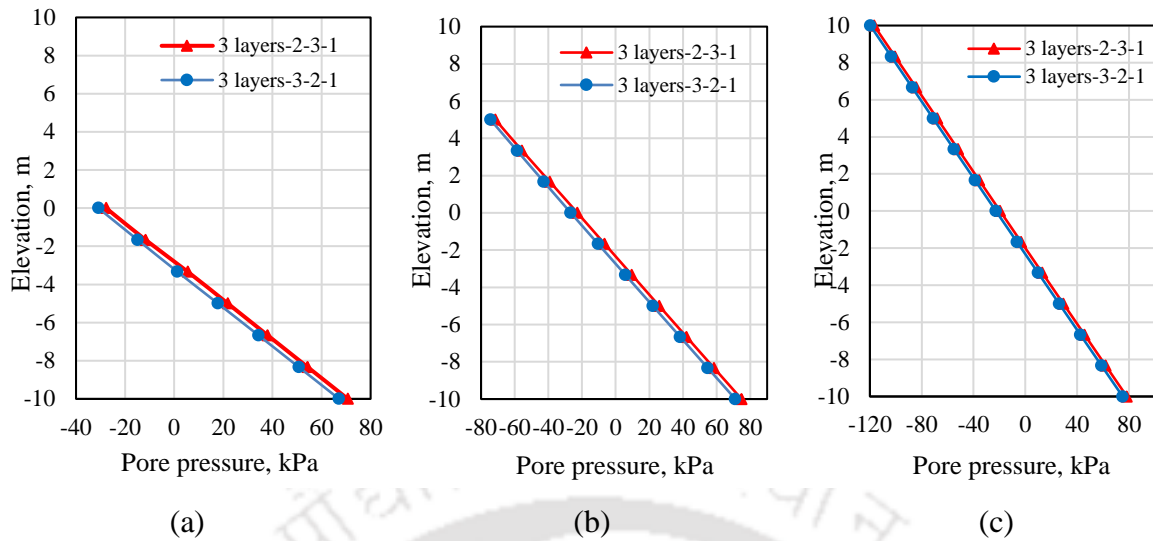 10
8
6
4
2
0
-2
-4
-6
-8
-10
Elevation, m
3 layers-2-3-1
3 layers-3-2-1
-40 -20 0 20 40 60 80
Pore pressure, kPa
(a)
10
8
6
4
2
0
-2
-4
-6
-8
-10
Elevation, m
3 layers-2-3-1
3 layers-3-2-1
-80 -60 -40 -20 0 20 40 60 80
Pore pressure, kPa
(b)
10
8
6
4
2
0
-2
-4
-6
-8
-10
Elevation, m
3 layers-2-3-1
3 layers-3-2-1
-120 -80 -40 0 40 80
Pore pressure, kPa
(c)